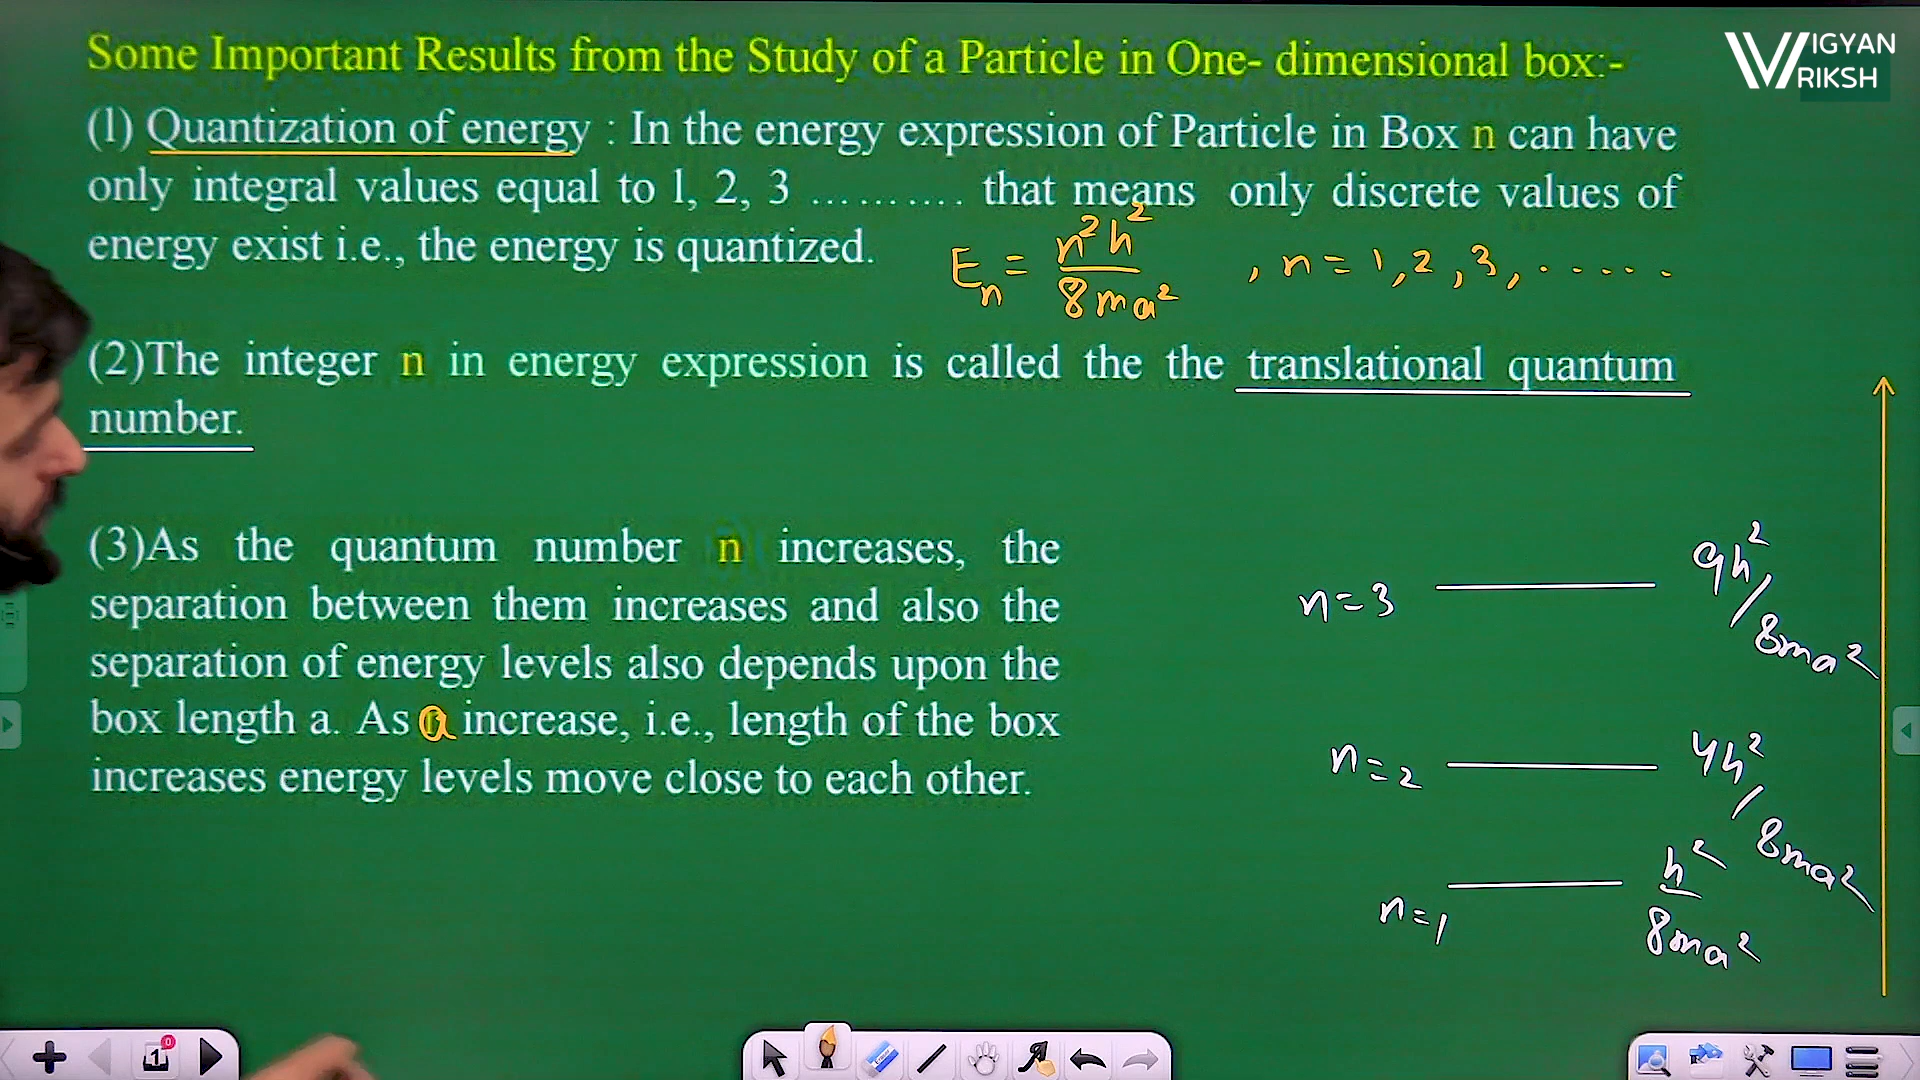 Some Important Results from the Study of a Particle in One- dimensional box:-
WIGYAN
VRIKSH
(1) Quantization of energy : In the energy expression of Particle in Box n can have
only integral values equal to 1, 2, 3 .......... that means only discrete values of
energy exist i.e., the energy is quantized.
Eₙ = n²h² / 8ma² , n = 1, 2, 3, ......
(2)The integer n in energy expression is called the the translational quantum
number.
(3)As the quantum number n increases, the
separation between them increases and also the
separation of energy levels also depends upon the
box length a. As a increase, i.e., length of the box
increases energy levels move close to each other.
n=3 9h²/8ma²
n=2 4h²/8ma²
n=1 h²/8ma²
1
0